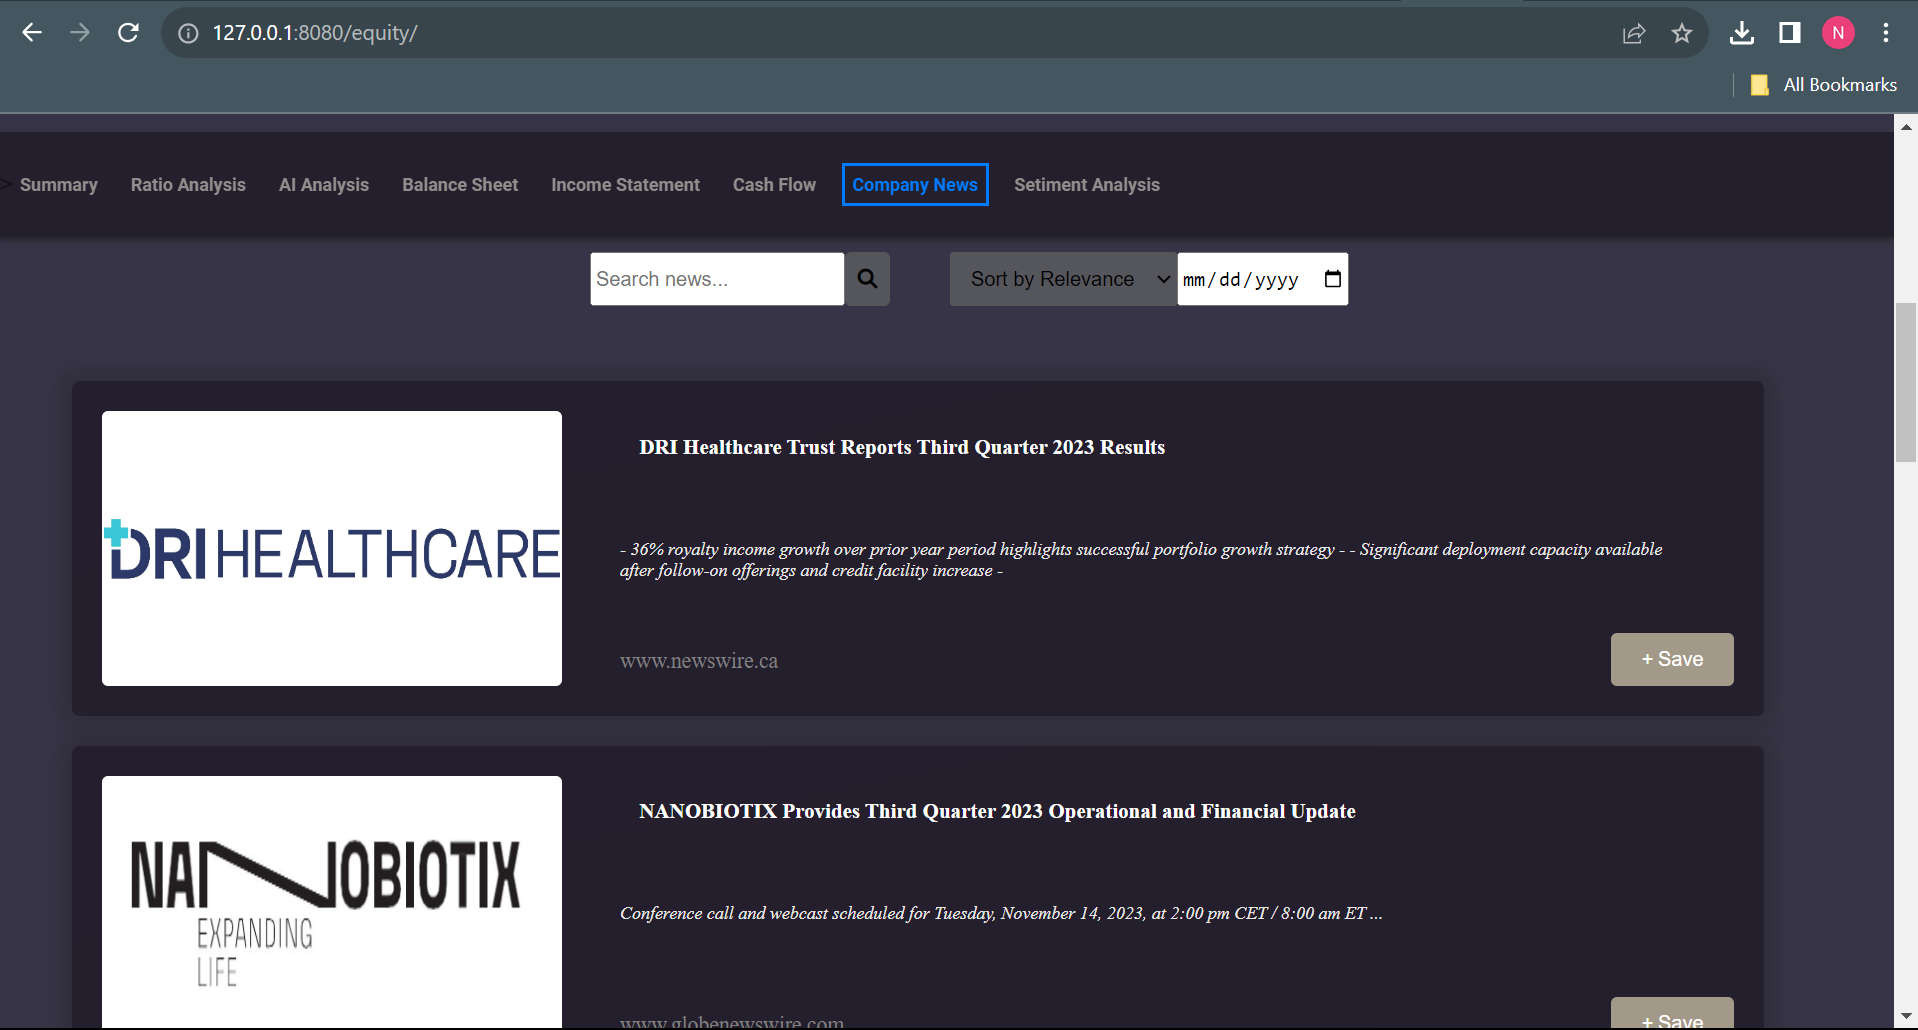 127.0.0.1:8080/equity/
N
All Bookmarks
> Summary Ratio Analysis AI Analysis Balance Sheet Income Statement Cash Flow Company News Setiment Analysis
Search news... Sort by Relevance mm/dd/yyyy
DRI Healthcare Trust Reports Third Quarter 2023 Results
DRI HEALTHCARE
- 36% royalty income growth over prior year period highlights successful portfolio growth strategy - - Significant deployment capacity available
after follow-on offerings and credit facility increase -
www.newswire.ca
+ Save
NANOBIOTIX Provides Third Quarter 2023 Operational and Financial Update
NANOBIOTIX
EXPANDING
LIFE
Conference call and webcast scheduled for Tuesday, November 14, 2023, at 2:00 pm CET / 8:00 am ET ...
www.globenewswire.com
+ Save